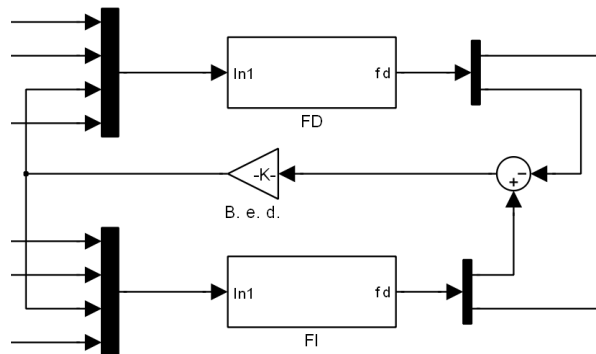 In1
fd
FD
-K-
−
+
B. e. d.
In1
fd
FI